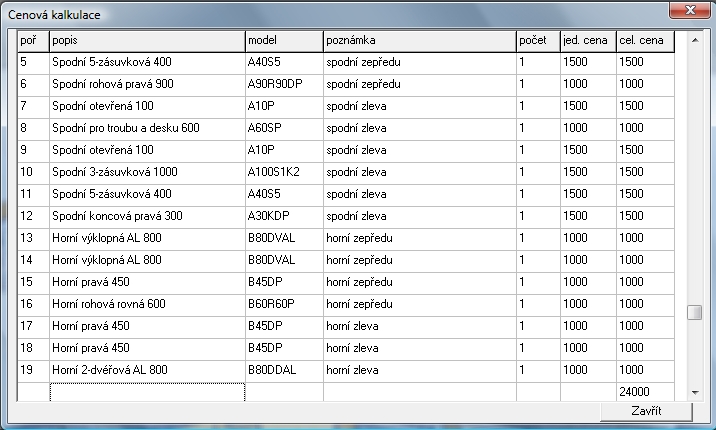 Cenová kalkulace
poř popis model poznámka počet jed. cena cel. cena
5 Spodní 5-zásuvková 400 A40S5 spodní zepředu 1 1500 1500
6 Spodní rohová pravá 900 A90R90DP spodní zepředu 1 1000 1000
7 Spodní otevřená 100 A10P spodní zleva 1 1500 1500
8 Spodní pro troubu a desku 600 A60SP spodní zleva 1 1000 1000
9 Spodní otevřená 100 A10P spodní zleva 1 1500 1500
10 Spodní 3-zásuvková 1000 A100S1K2 spodní zleva 1 1500 1500
11 Spodní 5-zásuvková 400 A40S5 spodní zleva 1 1500 1500
12 Spodní koncová pravá 300 A30KDP spodní zleva 1 1500 1500
13 Horní výklopná AL 800 B80DVAL horní zepředu 1 1000 1000
14 Horní výklopná AL 800 B80DVAL horní zepředu 1 1000 1000
15 Horní pravá 450 B45DP horní zepředu 1 1000 1000
16 Horní rohová rovná 600 B60R60P horní zepředu 1 1000 1000
17 Horní pravá 450 B45DP horní zleva 1 1000 1000
18 Horní pravá 450 B45DP horní zleva 1 1000 1000
19 Horní 2-dvéřová AL 800 B80DDAL horní zleva 1 1000 1000
24000
Zavřít